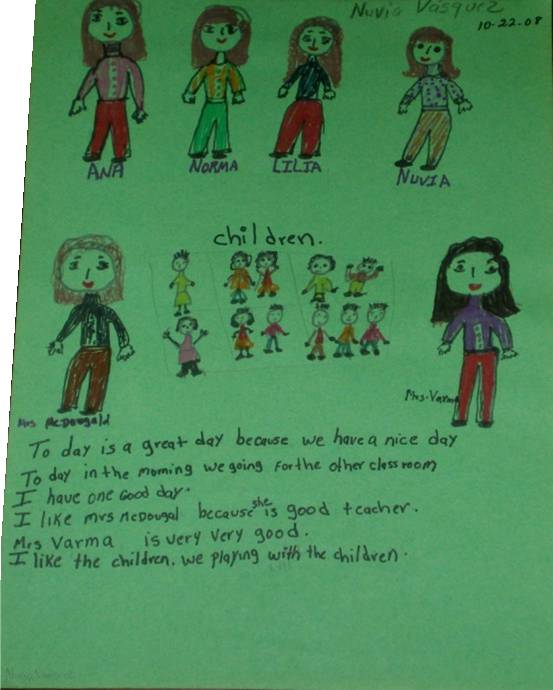 Nuvia Vasquez
10-22-08
ANA
NORMA
LILIA
NUVIA
children.
Mrs McDougald
Mrs. Varma
To day is a great day because we have a nice day
To day in the morning we going for the other class room
I have one Good day.
I like mrs McDougal because she is good teacher.
Mrs Varma is very very good.
I like the children. we playing with the children.